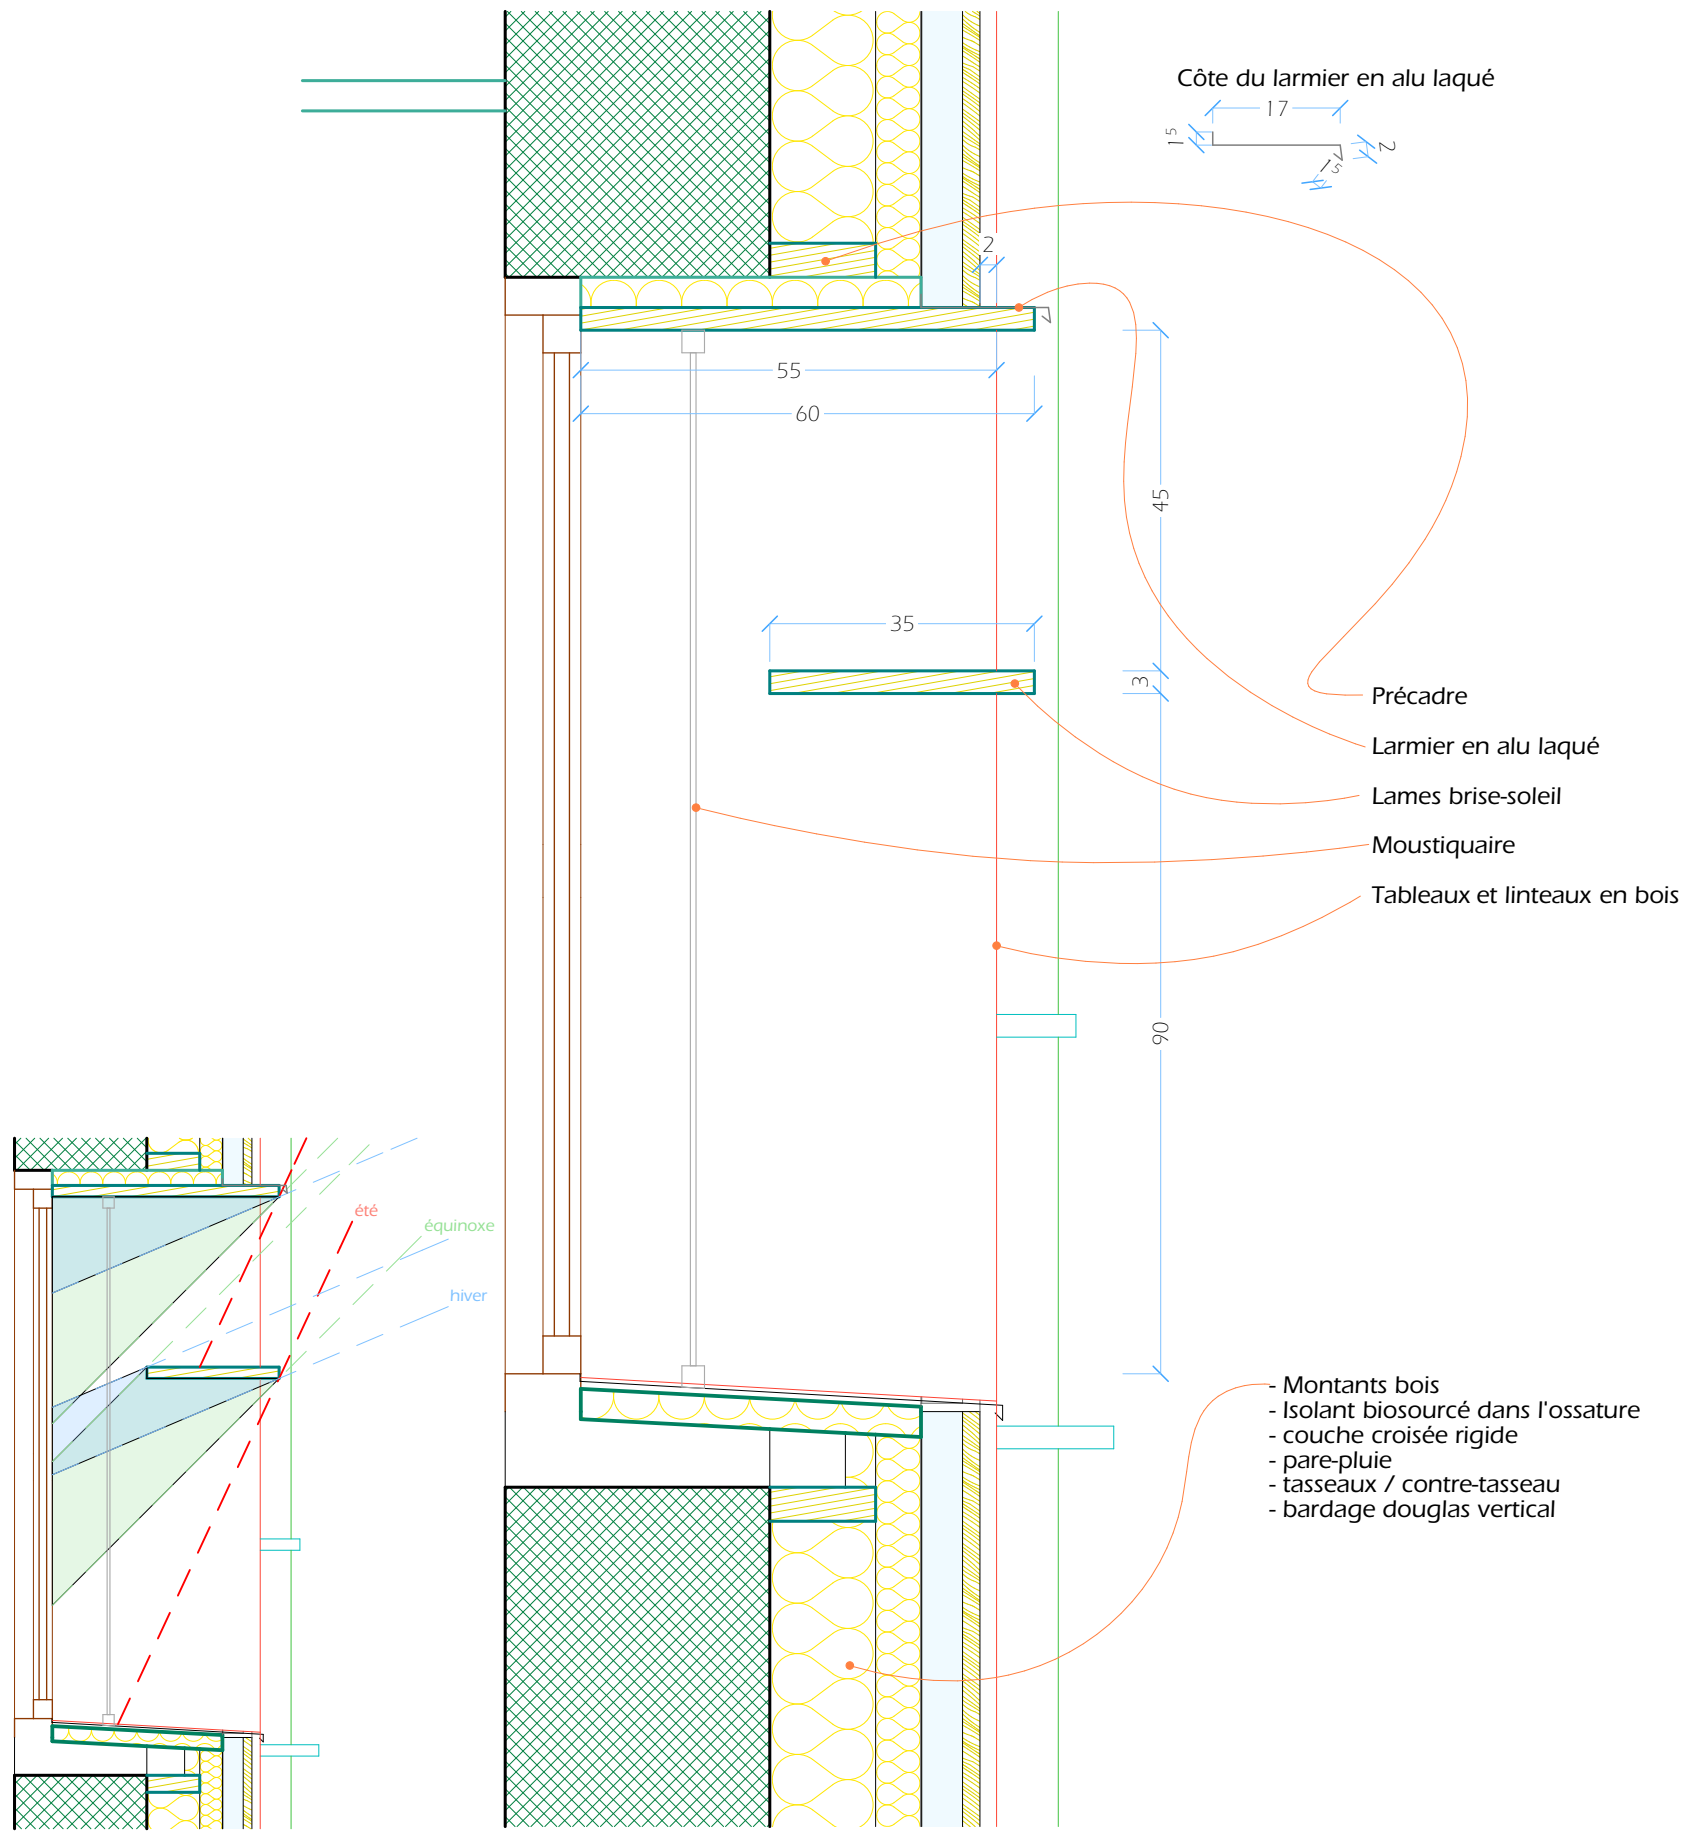 Côte du larmier en alu laqué
17
1⁵
2
1⁵
2
55
60
45
35
3
Précadre
Larmier en alu laqué
Lames brise-soleil
Moustiquaire
Tableaux et linteaux en bois
90
été
équinoxe
hiver
- Montants bois
- Isolant biosourcé dans l'ossature
- couche croisée rigide
- pare-pluie
- tasseaux / contre-tasseau
- bardage douglas vertical